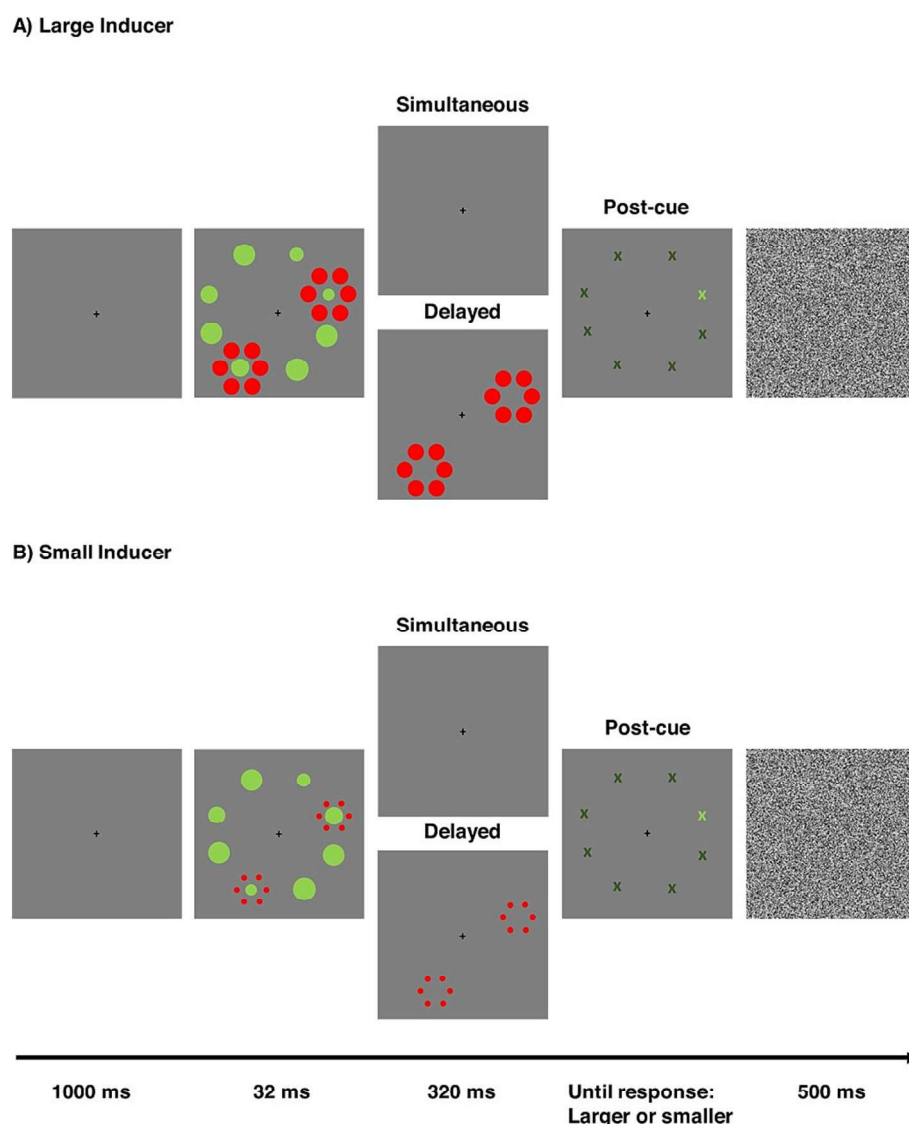 A) Large Inducer
Simultaneous
Post-cue
Delayed
X X
X X
X X
X X
B) Small Inducer
Simultaneous
Post-cue
Delayed
X X
X X
X X
X X
1000 ms 32 ms 320 ms Until response: 500 ms
Larger or smaller